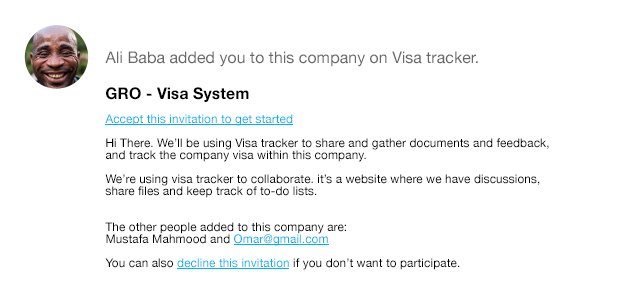 Ali Baba added you to this company on Visa tracker.
GRO - Visa System
Accept this invitation to get started
Hi There. We'll be using Visa tracker to share and gather documents and feedback,
and track the company visa within this company.
We're using visa tracker to collaborate. it's a website where we have discussions,
share files and keep track of to-do lists.
The other people added to this company are:
Mustafa Mahmood and Omar@gmail.com
You can also decline this invitation if you don't want to participate.